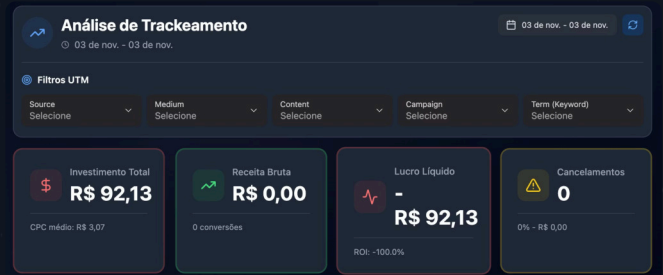 Análise de Trackeamento
03 de nov. - 03 de nov.
03 de nov. - 03 de nov.
Filtros UTM
Source
Selecione
Medium
Selecione
Content
Selecione
Campaign
Selecione
Term (Keyword)
Selecione
Investimento Total
R$ 92,13
CPC médio: R$ 3,07
Receita Bruta
R$ 0,00
0 conversões
Lucro Líquido
-
R$ 92,13
ROI: -100.0%
Cancelamentos
0
0% - R$ 0,00